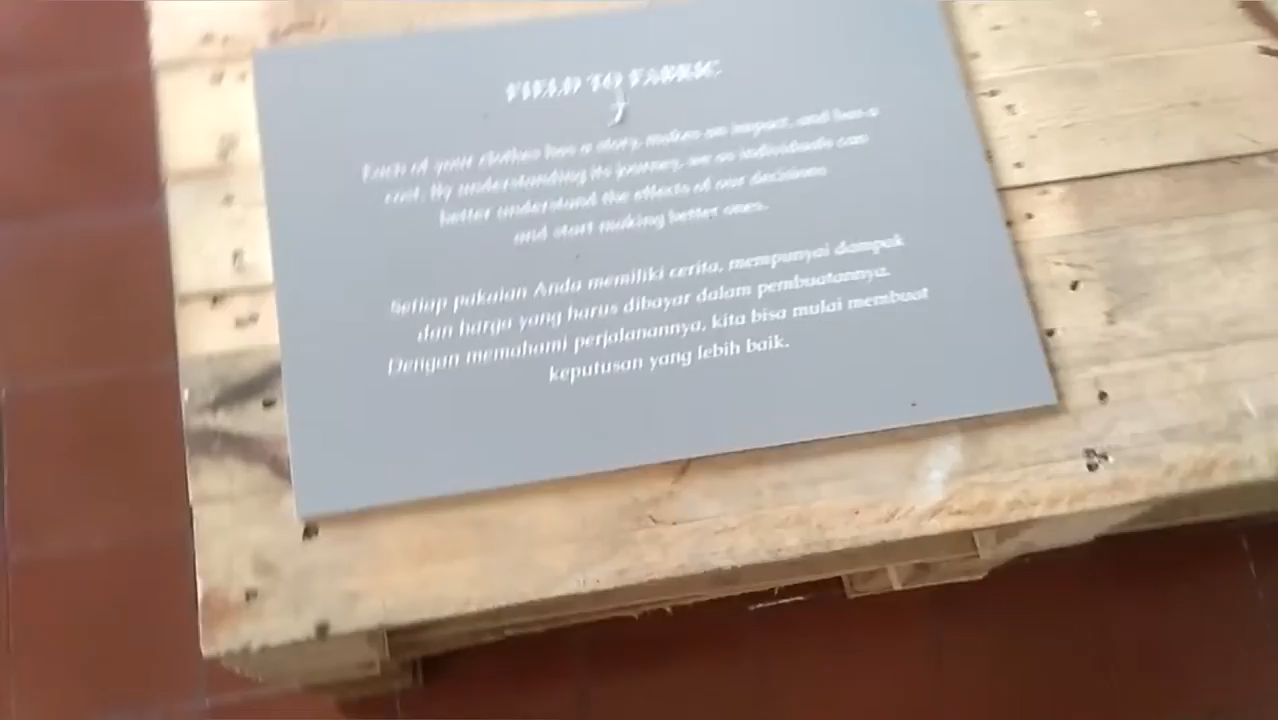 FIELD TO FABRIC
Each of your clothes has a story, makes an impact, and has a
cost. By understanding its journey, we as individuals can
better understand the effects of our decisions
and start making better ones.
Setiap pakaian Anda memiliki cerita, mempunyai dampak
dan harga yang harus dibayar dalam pembuatannya.
Dengan memahami perjalanannya, kita bisa mulai membuat
keputusan yang lebih baik.